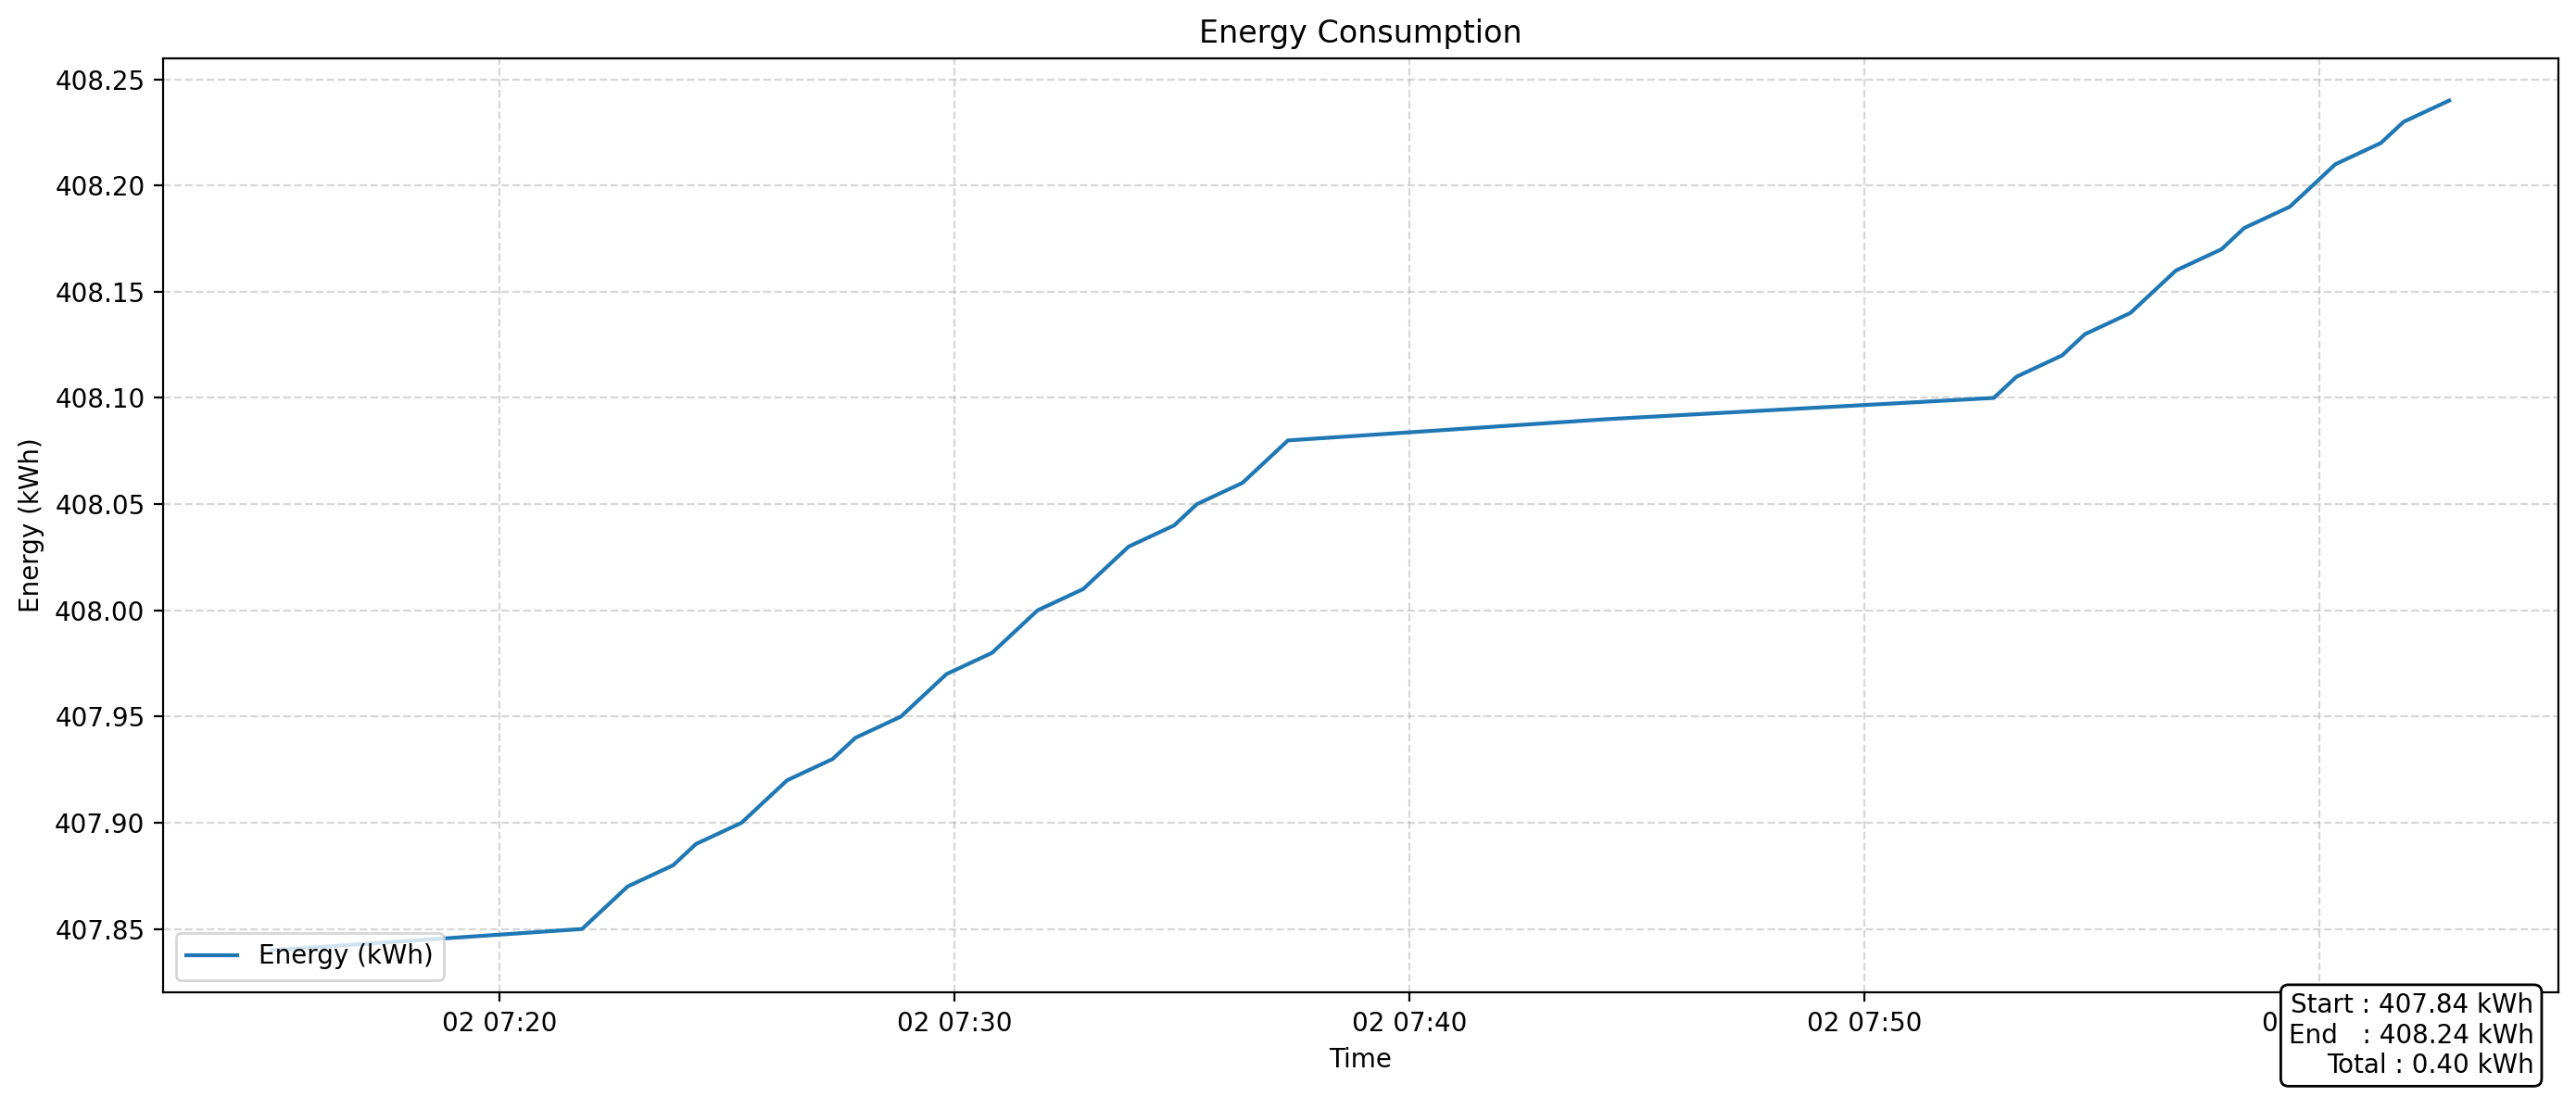 Energy Consumption
408.25
408.20
408.15
408.10
408.05
408.00
407.95
407.90
407.85
Energy (kWh)
Energy (kWh)
02 07:20
02 07:30
02 07:40
02 07:50
Time
Start : 407.84 kWh
End : 408.24 kWh
Total : 0.40 kWh